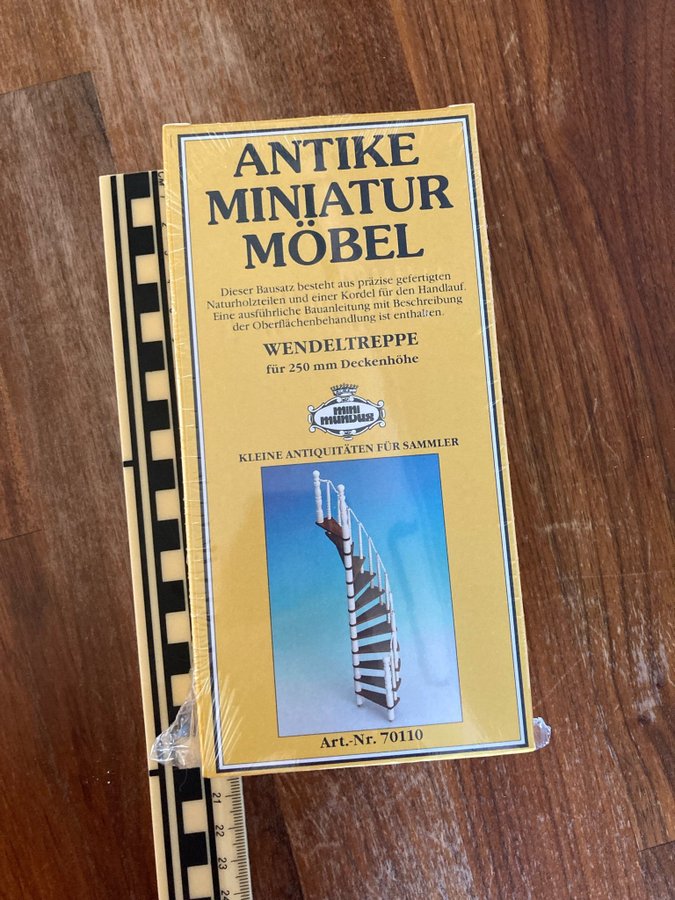 ANTIKE
MINIATUR
MÖBEL
Dieser Bausatz besteht aus präzise gefertigten
Naturholzteilen und einer Kordel für den Handlauf.
Eine ausführliche Bauanleitung mit Beschreibung
der Oberflächenbehandlung ist enthalten.
WENDELTREPPE
für 250 mm Deckenhöhe
mini
mundus
KLEINE ANTIQUITÄTEN FÜR SAMMLER
Art.-Nr. 70110
CM
21
22
23
24